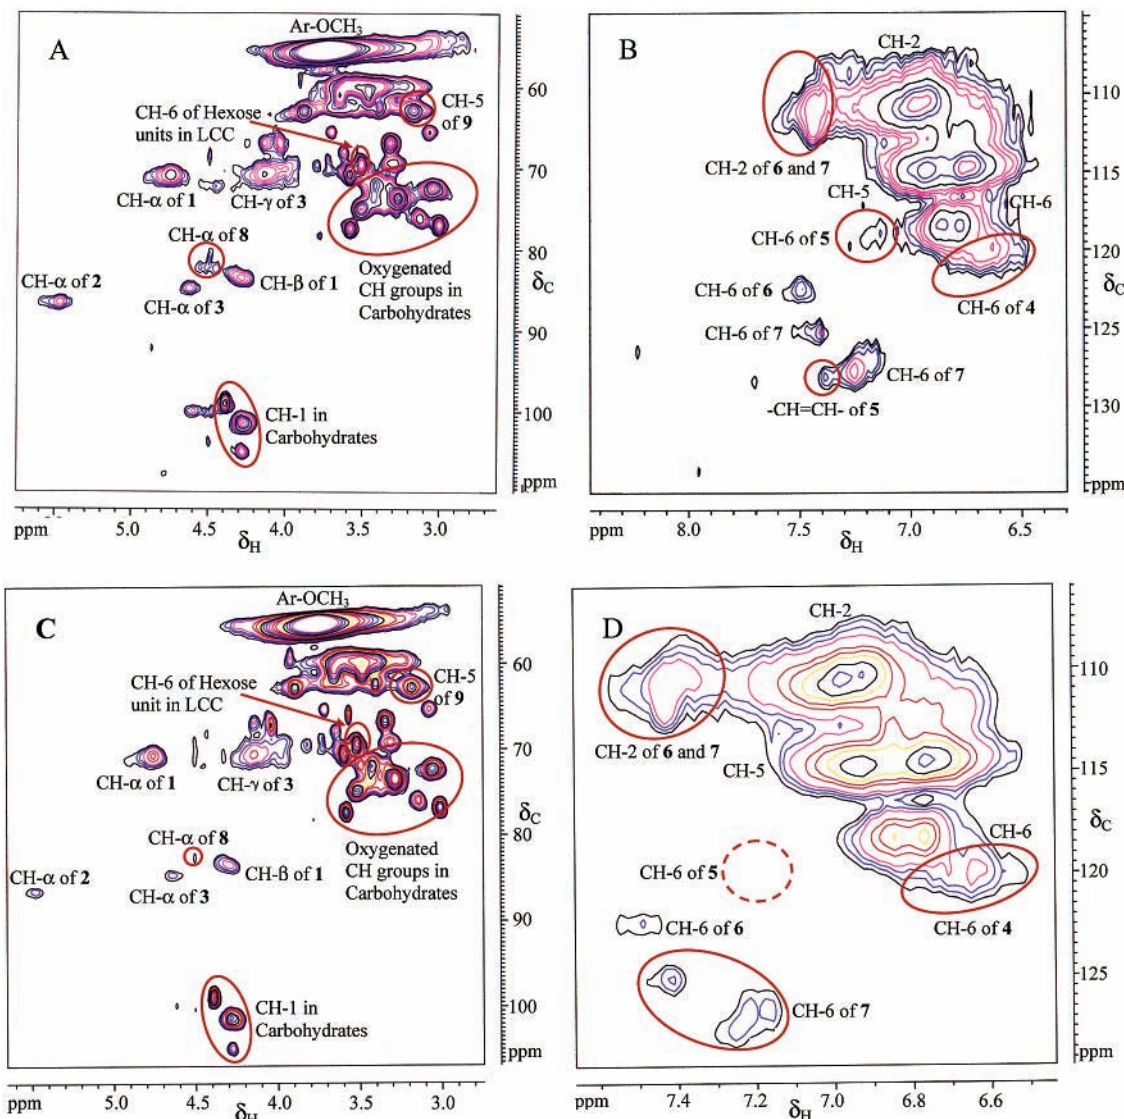 A
Ar-OCH3
60
CH-6 of Hexose
units in LCC
CH-5
of 9
70
CH-α of 1
CH-γ of 3
CH-α of 8
80
CH-α of 2
CH-α of 3
CH-β of 1
Oxygenated
CH groups in
Carbohydrates
δC
90
100
CH-1 in
Carbohydrates
ppm
ppm
5.0
4.5
4.0
3.5
3.0
δH
B
CH-2
110
CH-2 of 6 and 7
115
CH-5
CH-6
CH-6 of 5
120
CH-6 of 4
δC
CH-6 of 6
CH-6 of 7
125
CH-6 of 7
-CH=CH- of 5
130
ppm
ppm
8.0
7.5
7.0
6.5
δH
C
Ar-OCH3
60
CH-6 of Hexose
unit in LCC
CH-5
of 9
70
CH-α of 1
CH-γ of 3
δC
80
CH-α of 8
CH-α of 2
CH-α of 3
CH-β of 1
Oxygenated
CH groups in
Carbohydrates
90
100
CH-1 in
Carbohydrates
ppm
ppm
5.0
4.5
4.0
3.5
3.0
δH
D
CH-2
110
CH-2 of 6 and 7
CH-5
115
δC
CH-6
CH-6 of 5
120
CH-6 of 6
CH-6 of 4
125
CH-6 of 7
ppm
ppm
7.4
7.2
7.0
6.8
6.6
δH